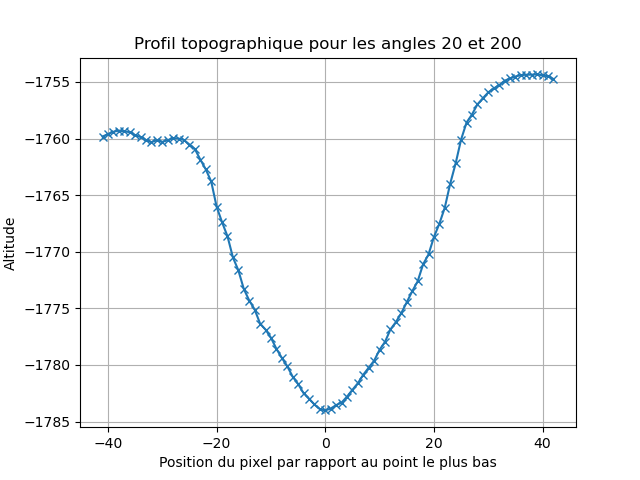 Profil topographique pour les angles 20 et 200
Altitude
−1755
−1760
−1765
−1770
−1775
−1780
−1785
−40 −20 0 20 40
Position du pixel par rapport au point le plus bas